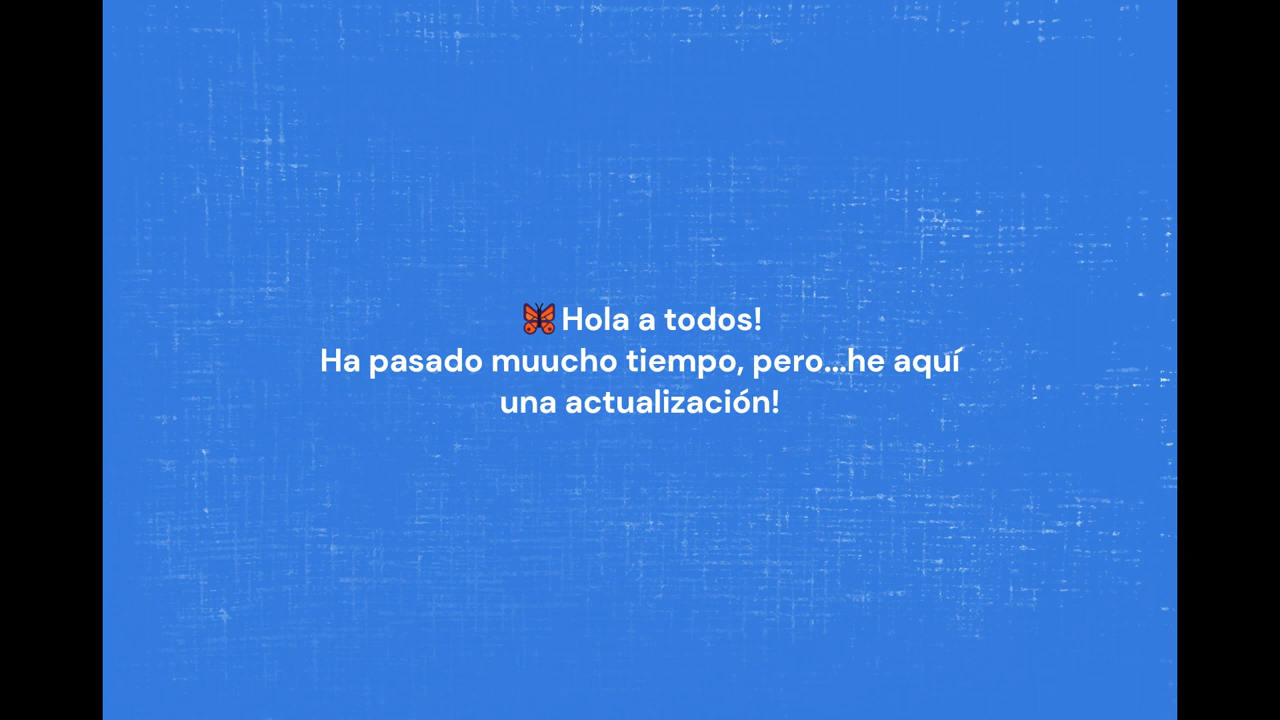 🦋Hola a todos!
Ha pasado muucho tiempo, pero...he aquí
una actualización!